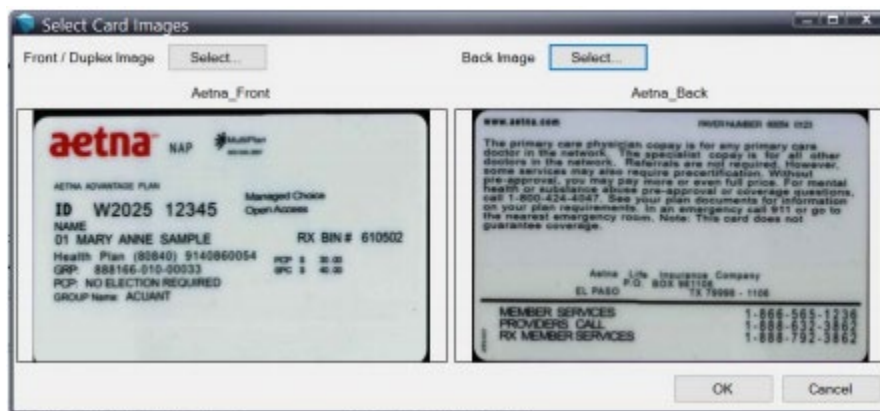 Select Card Images
Front / Duplex Image
Select...
Back Image
Select...
Aetna_Front
Aetna_Back
aetna NAP MultiPlan
AETNA ADVANTAGE PLAN
Managed Choice
Open Access
ID W2025 12345
NAME
01 MARY ANNE SAMPLE
RX BIN # 610502
Health Plan (80840) 9140860054
GRP: 888166-010-00033
PCP: NO ELECTION REQUIRED
GROUP Name: ACUANT
PCP $ 30.00
SPC $ 40.00
www.aetna.com
PAYER NUMBER 60054 0123
The primary care physician copay is for any primary care
doctor in the network. The specialist copay is for all other
doctors in the network. Referrals are not required. However,
some services may also require precertification. Without
pre-approval, you may pay more or even full price. For mental
health or substance abuse pre-approval or coverage questions,
call 1-800-424-4047. See your plan documents for information
on your plan requirements. In an emergency call 911 or go to
the nearest emergency room. Note: This card does not
guarantee coverage.
Aetna Life Insurance Company
P.O. BOX 981106
EL PASO TX 79998 - 1106
MEMBER SERVICES 1-866-565-1236
PROVIDERS CALL 1-888-632-3862
RX MEMBER SERVICES 1-888-792-3862
OK
Cancel